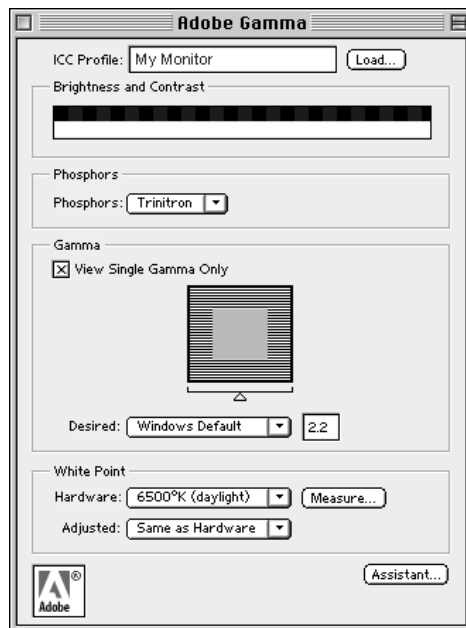 Adobe Gamma
ICC Profile: My Monitor Load...
Brightness and Contrast
Phosphors
Phosphors: Trinitron
Gamma
View Single Gamma Only
Desired: Windows Default 2.2
White Point
Hardware: 6500°K (daylight) Measure...
Adjusted: Same as Hardware
Assistant...
Adobe ®